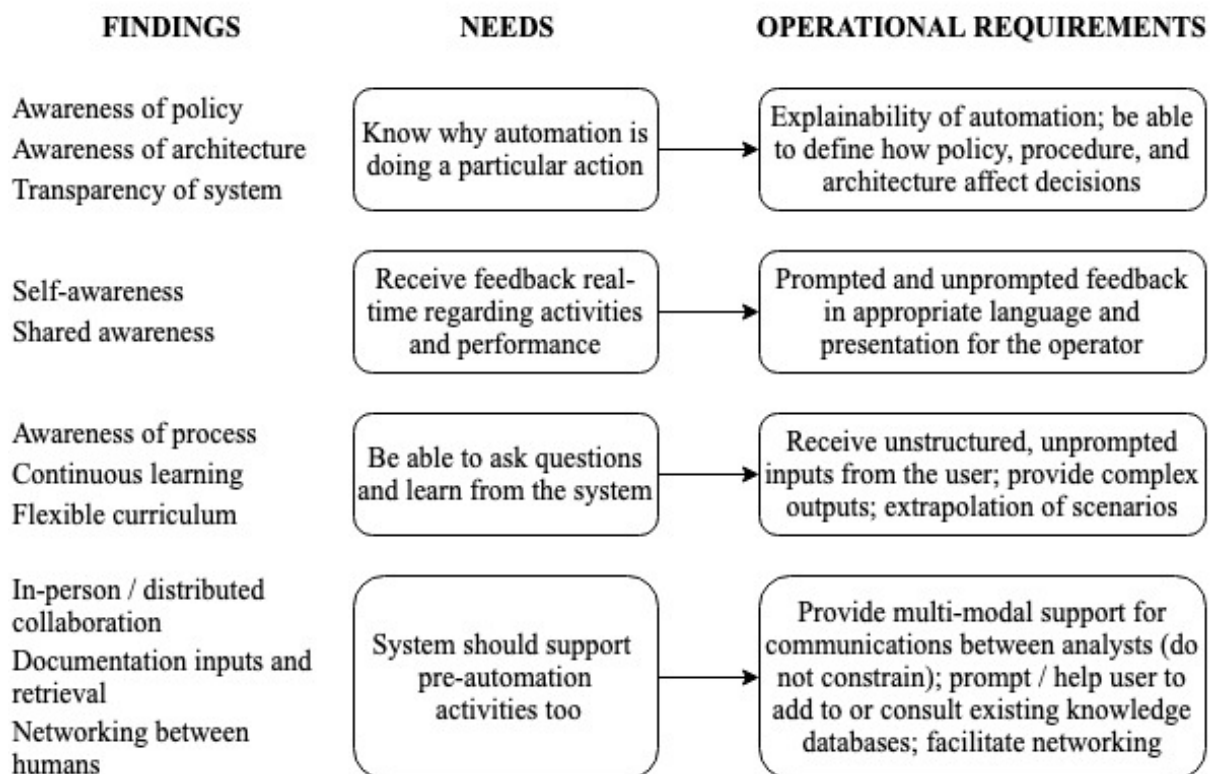 FINDINGS
NEEDS
OPERATIONAL REQUIREMENTS
Awareness of policy
Awareness of architecture
Transparency of system
Know why automation is
doing a particular action
Explainability of automation; be able
to define how policy, procedure, and
architecture affect decisions
Self-awareness
Shared awareness
Receive feedback real-
time regarding activities
and performance
Prompted and unprompted feedback
in appropriate language and
presentation for the operator
Awareness of process
Continuous learning
Flexible curriculum
Be able to ask questions
and learn from the system
Receive unstructured, unprompted
inputs from the user; provide complex
outputs; extrapolation of scenarios
In-person / distributed
collaboration
Documentation inputs and
retrieval
Networking between
humans
System should support
pre-automation
activities too
Provide multi-modal support for
communications between analysts (do
not constrain); prompt / help user to
add to or consult existing knowledge
databases; facilitate networking